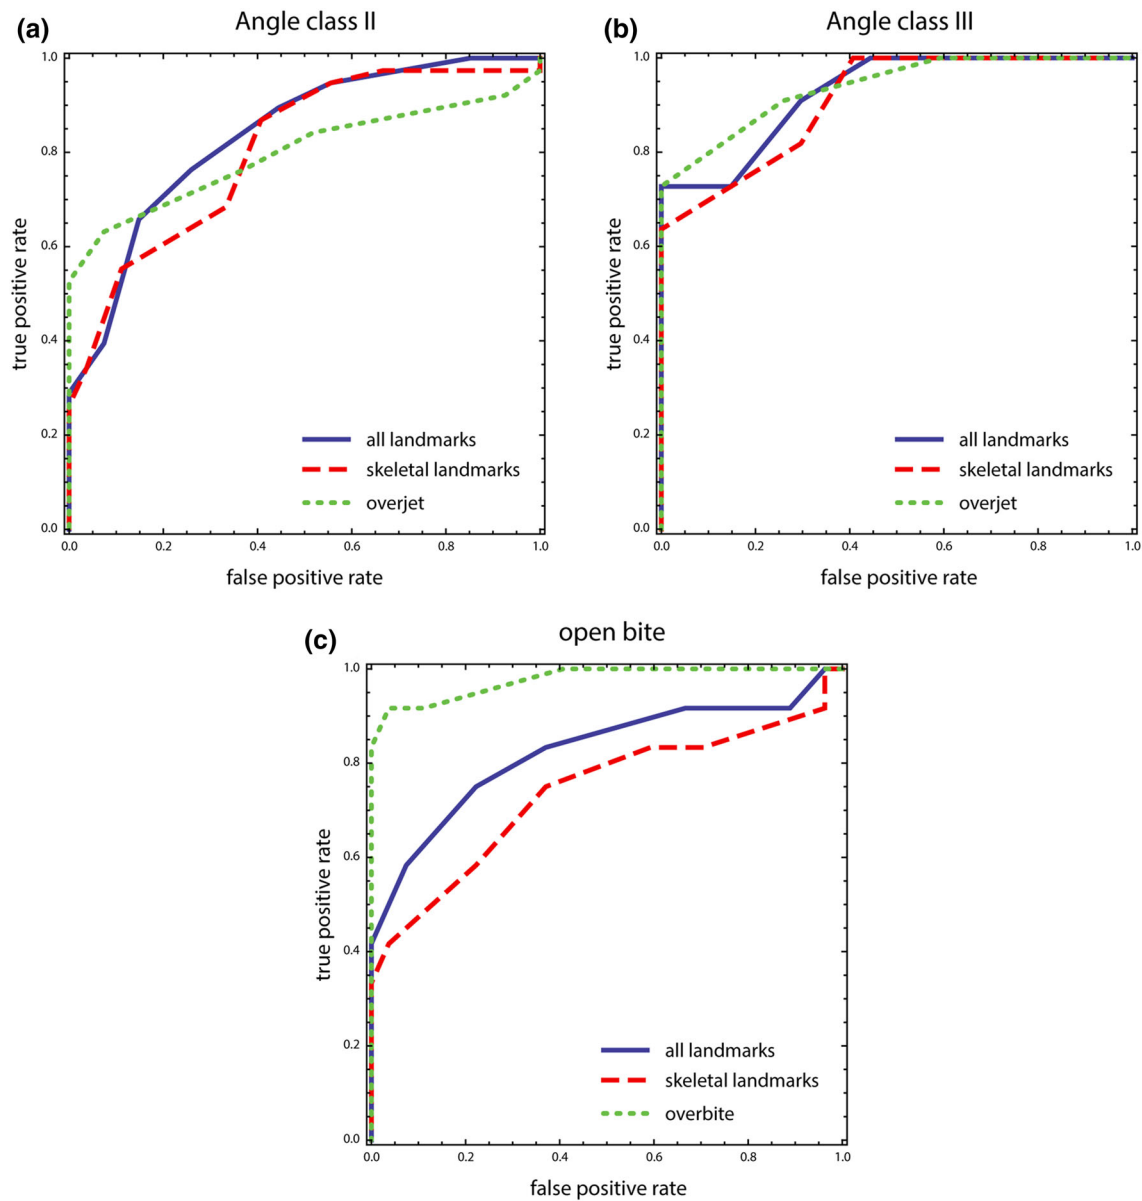 (a)
Angle class II
true positive rate
1.0
0.8
0.6
0.4
0.2
0.0
all landmarks
skeletal landmarks
overjet
0.0 0.2 0.4 0.6 0.8 1.0
false positive rate
(b)
Angle class III
true positive rate
1.0
0.8
0.6
0.4
0.2
0.0
all landmarks
skeletal landmarks
overjet
0.0 0.2 0.4 0.6 0.8 1.0
false positive rate
(c)
open bite
true positive rate
1.0
0.8
0.6
0.4
0.2
0.0
all landmarks
skeletal landmarks
overbite
0.0 0.2 0.4 0.6 0.8 1.0
false positive rate